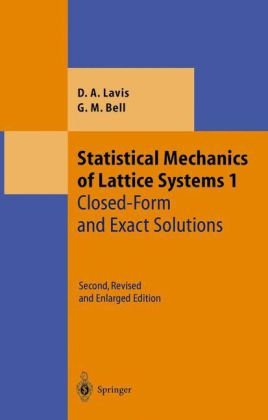 D. A. Lavis
G. M. Bell
Statistical Mechanics
of Lattice Systems 1
Closed-Form
and Exact Solutions
Second, Revised
and Enlarged Edition
Springer